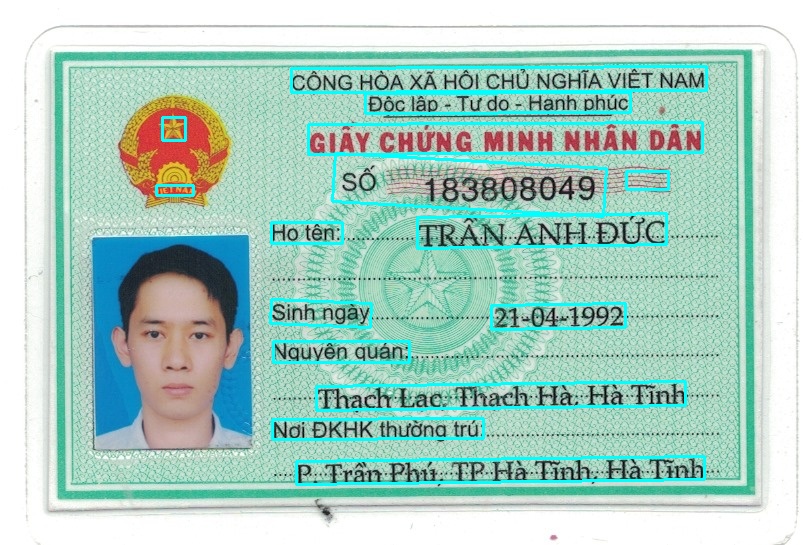 CỘNG HÒA XÃ HỘI CHỦ NGHĨA VIỆT NAM
Độc lập - Tự do - Hạnh phúc
GIẤY CHỨNG MINH NHÂN DÂN
SỐ 183808049
VIỆT NAM
Họ tên: TRẦN ANH ĐỨC
Sinh ngày 21-04-1992
Nguyên quán:
Thạch Lạc, Thạch Hà, Hà Tĩnh
Nơi ĐKHK thường trú
P. Trần Phú, TP Hà Tĩnh, Hà Tĩnh